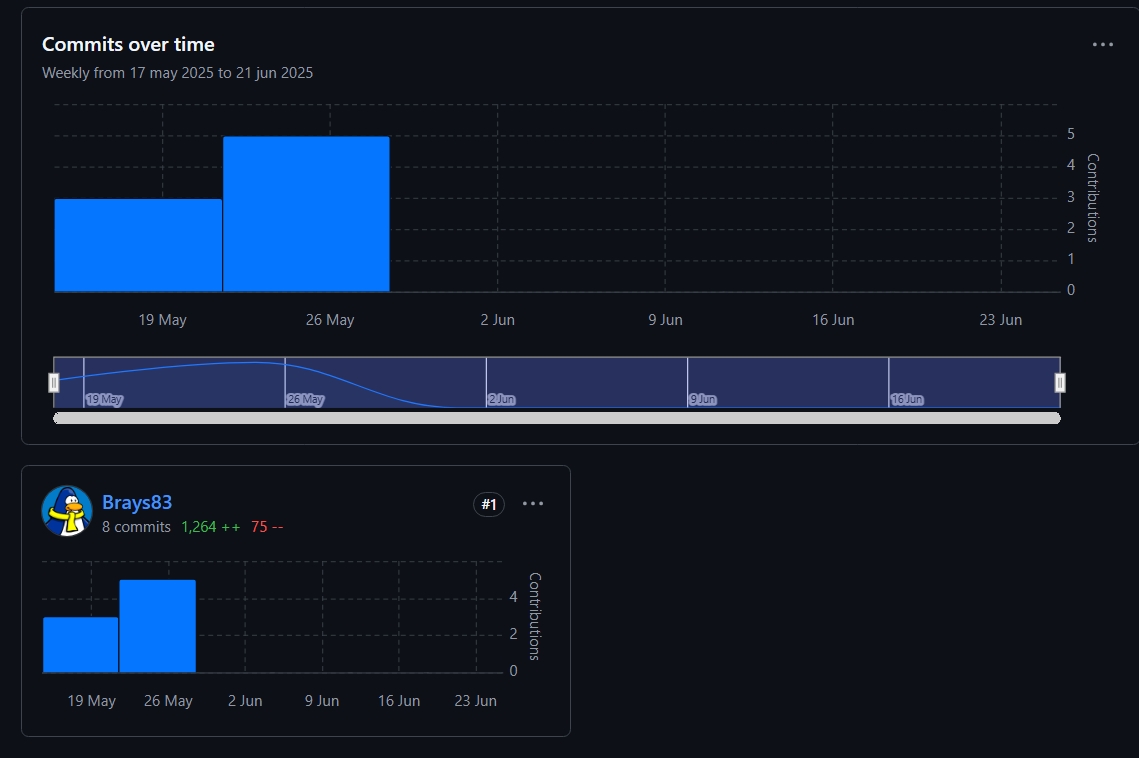 Commits over time
Weekly from 17 may 2025 to 21 jun 2025
5
4
3
2
1
0
Contributions
19 May 26 May 2 Jun 9 Jun 16 Jun 23 Jun
19 May 26 May 2 Jun 9 Jun 16 Jun
Brays83
#1
8 commits 1,264 ++ 75 --
4
2
0
Contributions
19 May 26 May 2 Jun 9 Jun 16 Jun 23 Jun